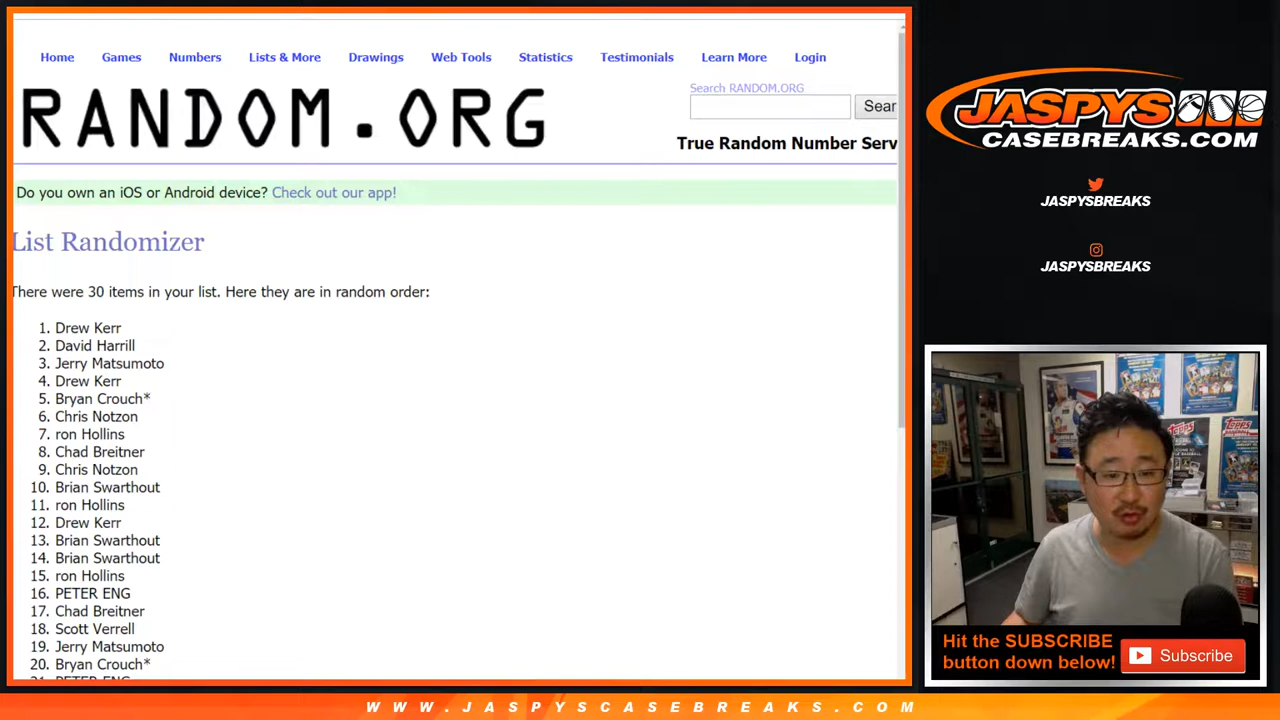 Home Games Numbers Lists & More Drawings Web Tools Statistics Testimonials Learn More Login
RANDOM.ORG
Search RANDOM.ORG
Sear
True Random Number Serv
Do you own an iOS or Android device? Check out our app!
List Randomizer
There were 30 items in your list. Here they are in random order:
1. Drew Kerr
2. David Harrill
3. Jerry Matsumoto
4. Drew Kerr
5. Bryan Crouch*
6. Chris Notzon
7. ron Hollins
8. Chad Breitner
9. Chris Notzon
10. Brian Swarthout
11. ron Hollins
12. Drew Kerr
13. Brian Swarthout
14. Brian Swarthout
15. ron Hollins
16. PETER ENG
17. Chad Breitner
18. Scott Verrell
19. Jerry Matsumoto
20. Bryan Crouch*
21. PETER ENG
JASPYS
CASEBREAKS.COM
JASPYSBREAKS
JASPYSBREAKS
Topps
Hit the SUBSCRIBE
button down below!
Subscribe
WWW.JASPYSCASEBREAKS.COM